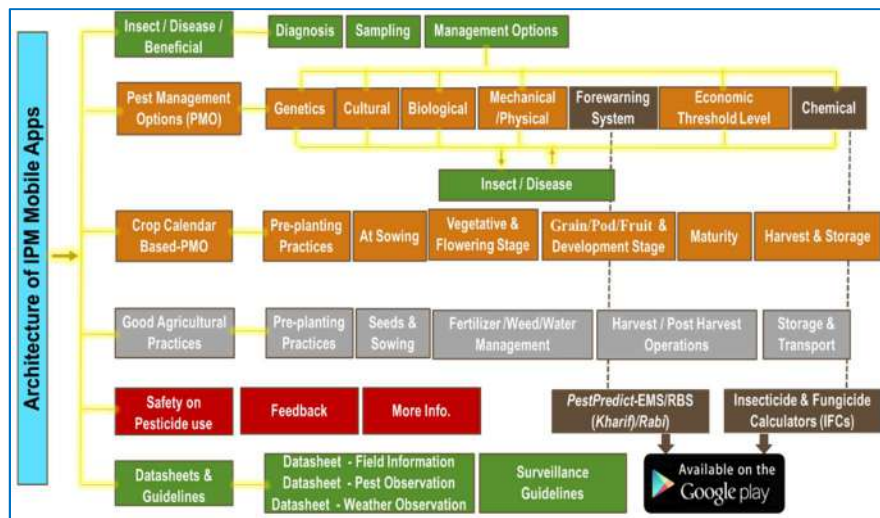 Architecture of IPM Mobile Apps
Insect / Disease /
Beneficial
Diagnosis
Sampling
Management Options
Pest Management
Options (PMO)
Genetics
Cultural
Biological
Mechanical
/Physical
Forewarning
System
Economic
Threshold Level
Chemical
Insect / Disease
Crop Calendar
Based-PMO
Pre-planting
Practices
At Sowing
Vegetative &
Flowering Stage
Grain/Pod/Fruit &
Development Stage
Maturity
Harvest & Storage
Good Agricultural
Practices
Pre-planting
Practices
Seeds &
Sowing
Fertilizer /Weed/Water
Management
Harvest / Post Harvest
Operations
Storage &
Transport
Safety on
Pesticide use
Feedback
More Info.
PestPredict-EMS/RBS
(Kharif)/Rabi)
Insecticide & Fungicide
Calculators (IFCs)
Datasheets &
Guidelines
Datasheet - Field Information
Datasheet - Pest Observation
Datasheet - Weather Observation
Surveillance
Guidelines
Available on the
Google play